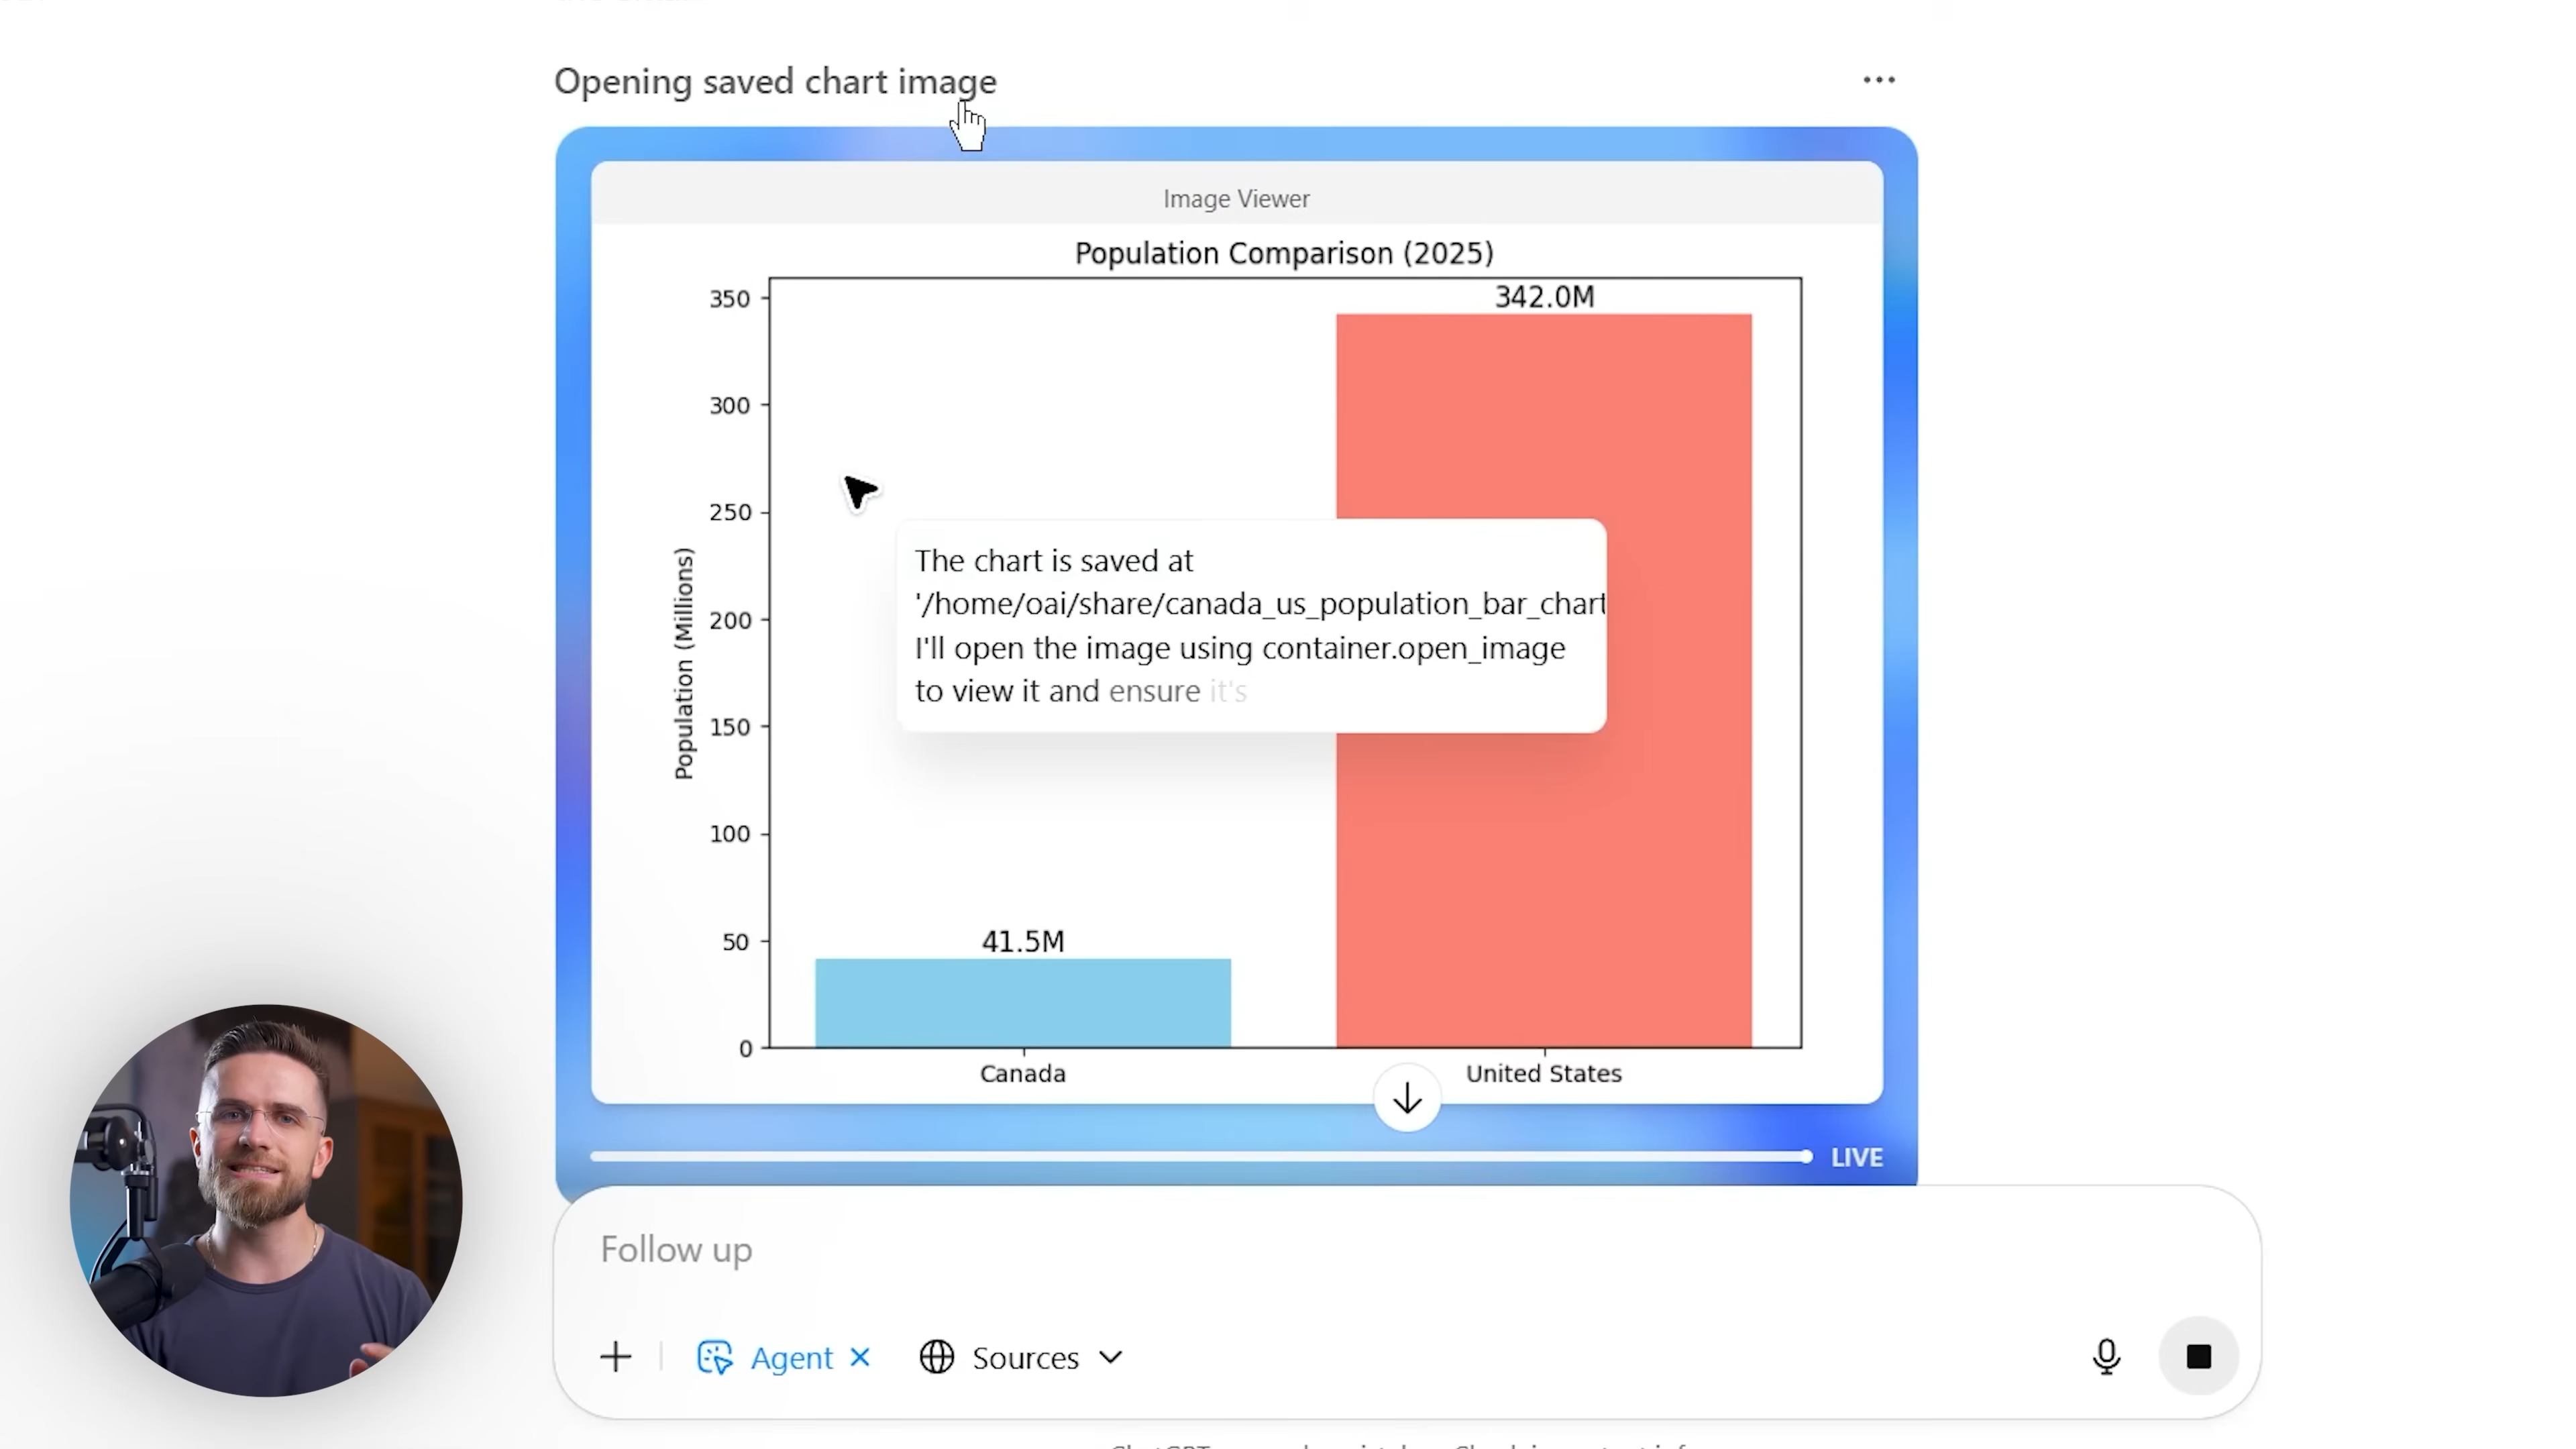 Opening saved chart image
Image Viewer
Population Comparison (2025)
342.0M
350
300
250
200
150
100
50
0
Population (Millions)
The chart is saved at
'/home/oai/share/canada_us_population_bar_chart
I'll open the image using container.open_image
to view it and ensure it's
41.5M
Canada
United States
LIVE
Follow up
Agent
Sources